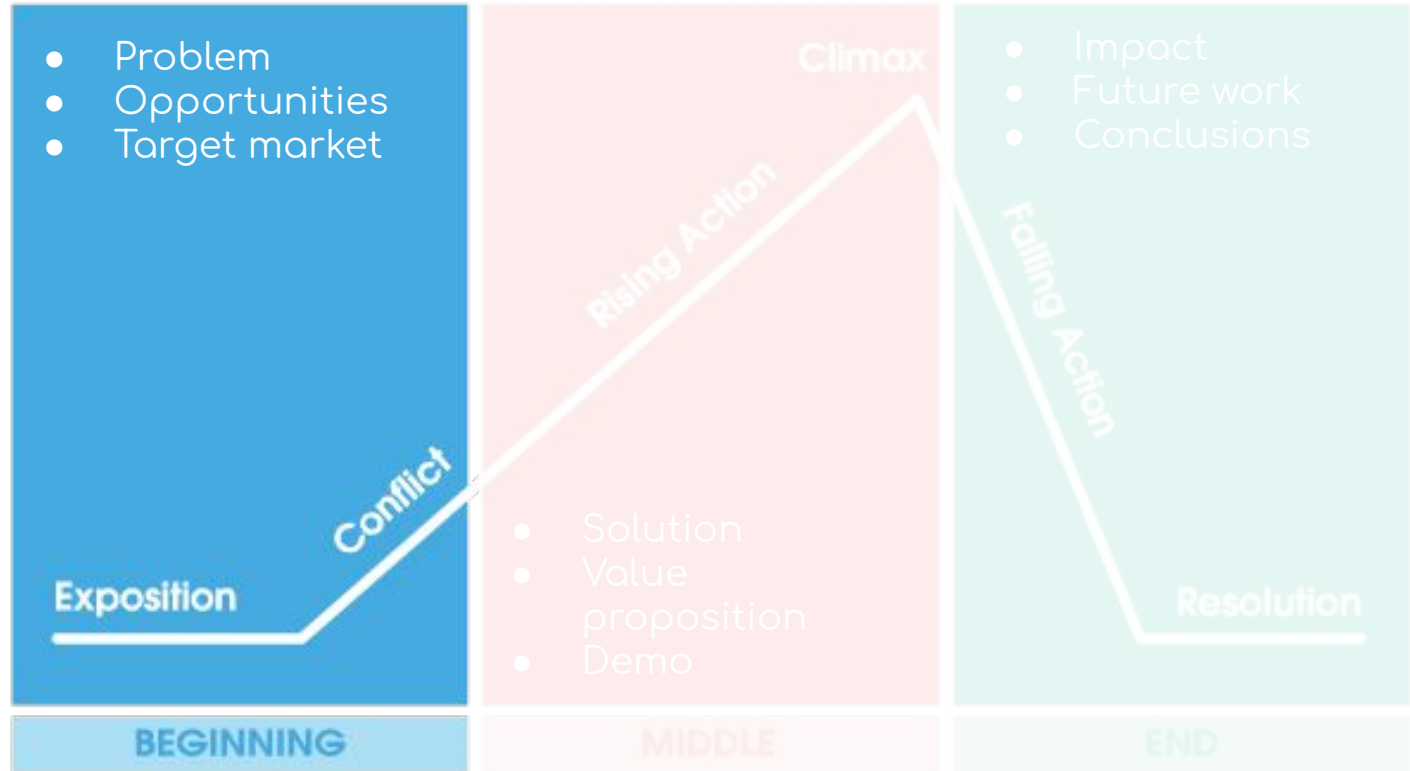 ● Problem
● Opportunities
● Target market
Conflict
Exposition
BEGINNING
Climax
Rising Action
● Solution
● Value
proposition
● Demo
MIDDLE
● Impact
● Future work
● Conclusions
Falling Action
Resolution
END